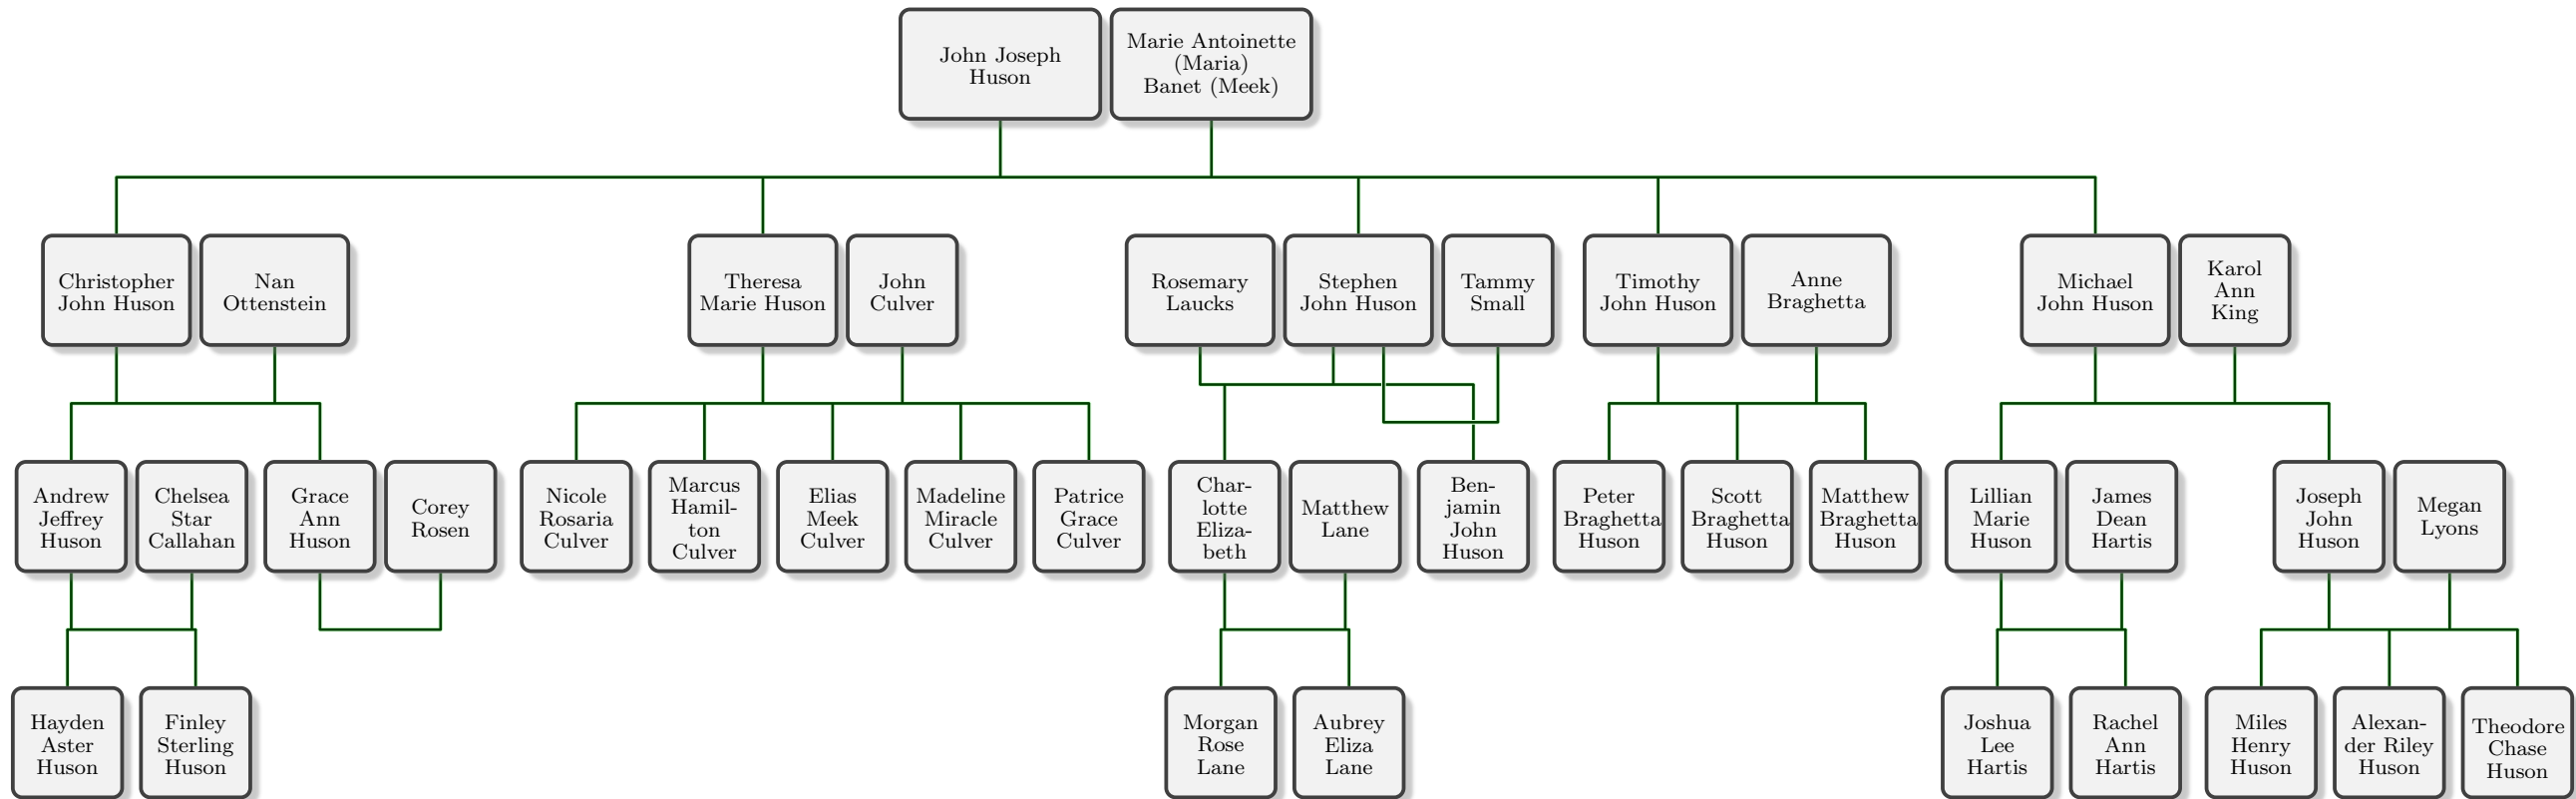 John Joseph
Huson
Marie Antoinette
(Maria)
Banet (Meek)
Christopher
John Huson
Nan
Ottenstein
Theresa
Marie Huson
John
Culver
Rosemary
Laucks
Stephen
John Huson
Tammy
Small
Timothy
John Huson
Anne
Braghetta
Michael
John Huson
Karol
Ann
King
Andrew
Jeffrey
Huson
Chelsea
Star
Callahan
Grace
Ann
Huson
Corey
Rosen
Nicole
Rosaria
Culver
Marcus
Hamil-
ton
Culver
Elias
Meek
Culver
Madeline
Miracle
Culver
Patrice
Grace
Culver
Char-
lotte
Eliza-
beth
Matthew
Lane
Ben-
jamin
John
Huson
Peter
Braghetta
Huson
Scott
Braghetta
Huson
Matthew
Braghetta
Huson
Lillian
Marie
Huson
James
Dean
Hartis
Joseph
John
Huson
Megan
Lyons
Hayden
Aster
Huson
Finley
Sterling
Huson
Morgan
Rose
Lane
Aubrey
Eliza
Lane
Joshua
Lee
Hartis
Rachel
Ann
Hartis
Miles
Henry
Huson
Alexan-
der Riley
Huson
Theodore
Chase
Huson